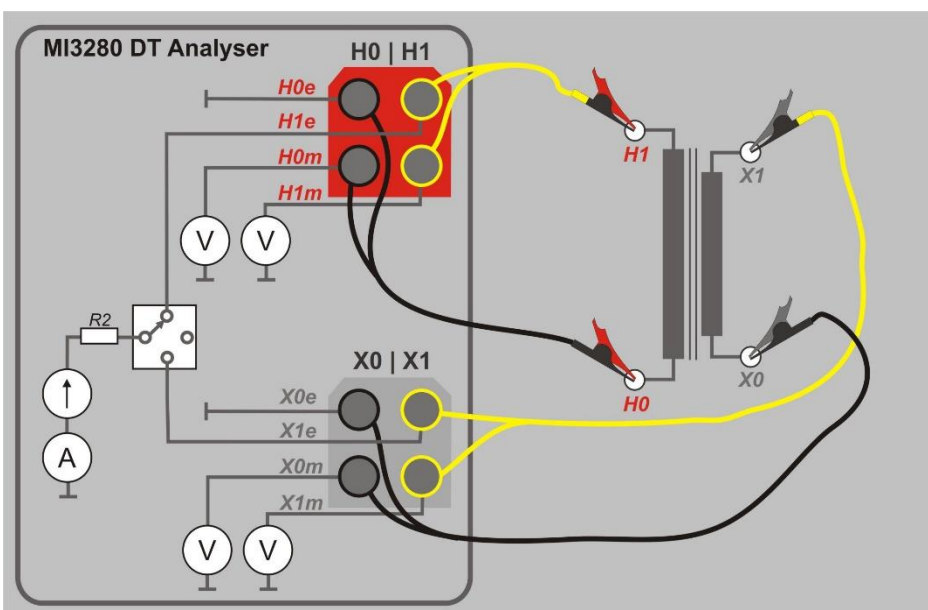 MI3280 DT Analyser
H0 | H1
H0e
H1e
H0m
H1m
V V
R2
A
X0 | X1
X0e
X1e
X0m
X1m
V V
H1
X1
H0
X0